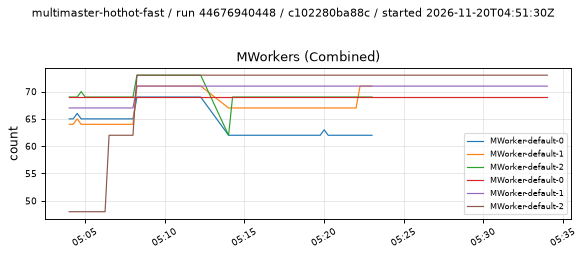 multimaster-hothot-fast / run 44676940448 / c102280ba88c / started 2026-11-20T04:51:30Z
MWorkers (Combined)
count
70
65
60
55
50
MWorker-default-0
MWorker-default-1
MWorker-default-2
MWorker-default-0
MWorker-default-1
MWorker-default-2
05:05
05:10
05:15
05:20
05:25
05:30
05:35